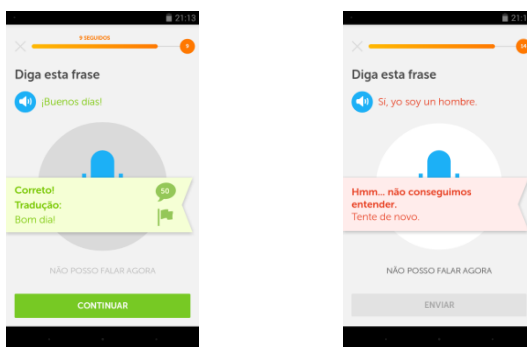 21:13
9 SEGUIDOS
9
Diga esta frase
¡Buenos días!
Correto!
Tradução:
Bom dia!
50
NÃO POSSO FALAR AGORA
CONTINUAR
21:1
14
Diga esta frase
Sí, yo soy un hombre.
Hmm... não conseguimos
entender.
Tente de novo.
NÃO POSSO FALAR AGORA
ENVIAR